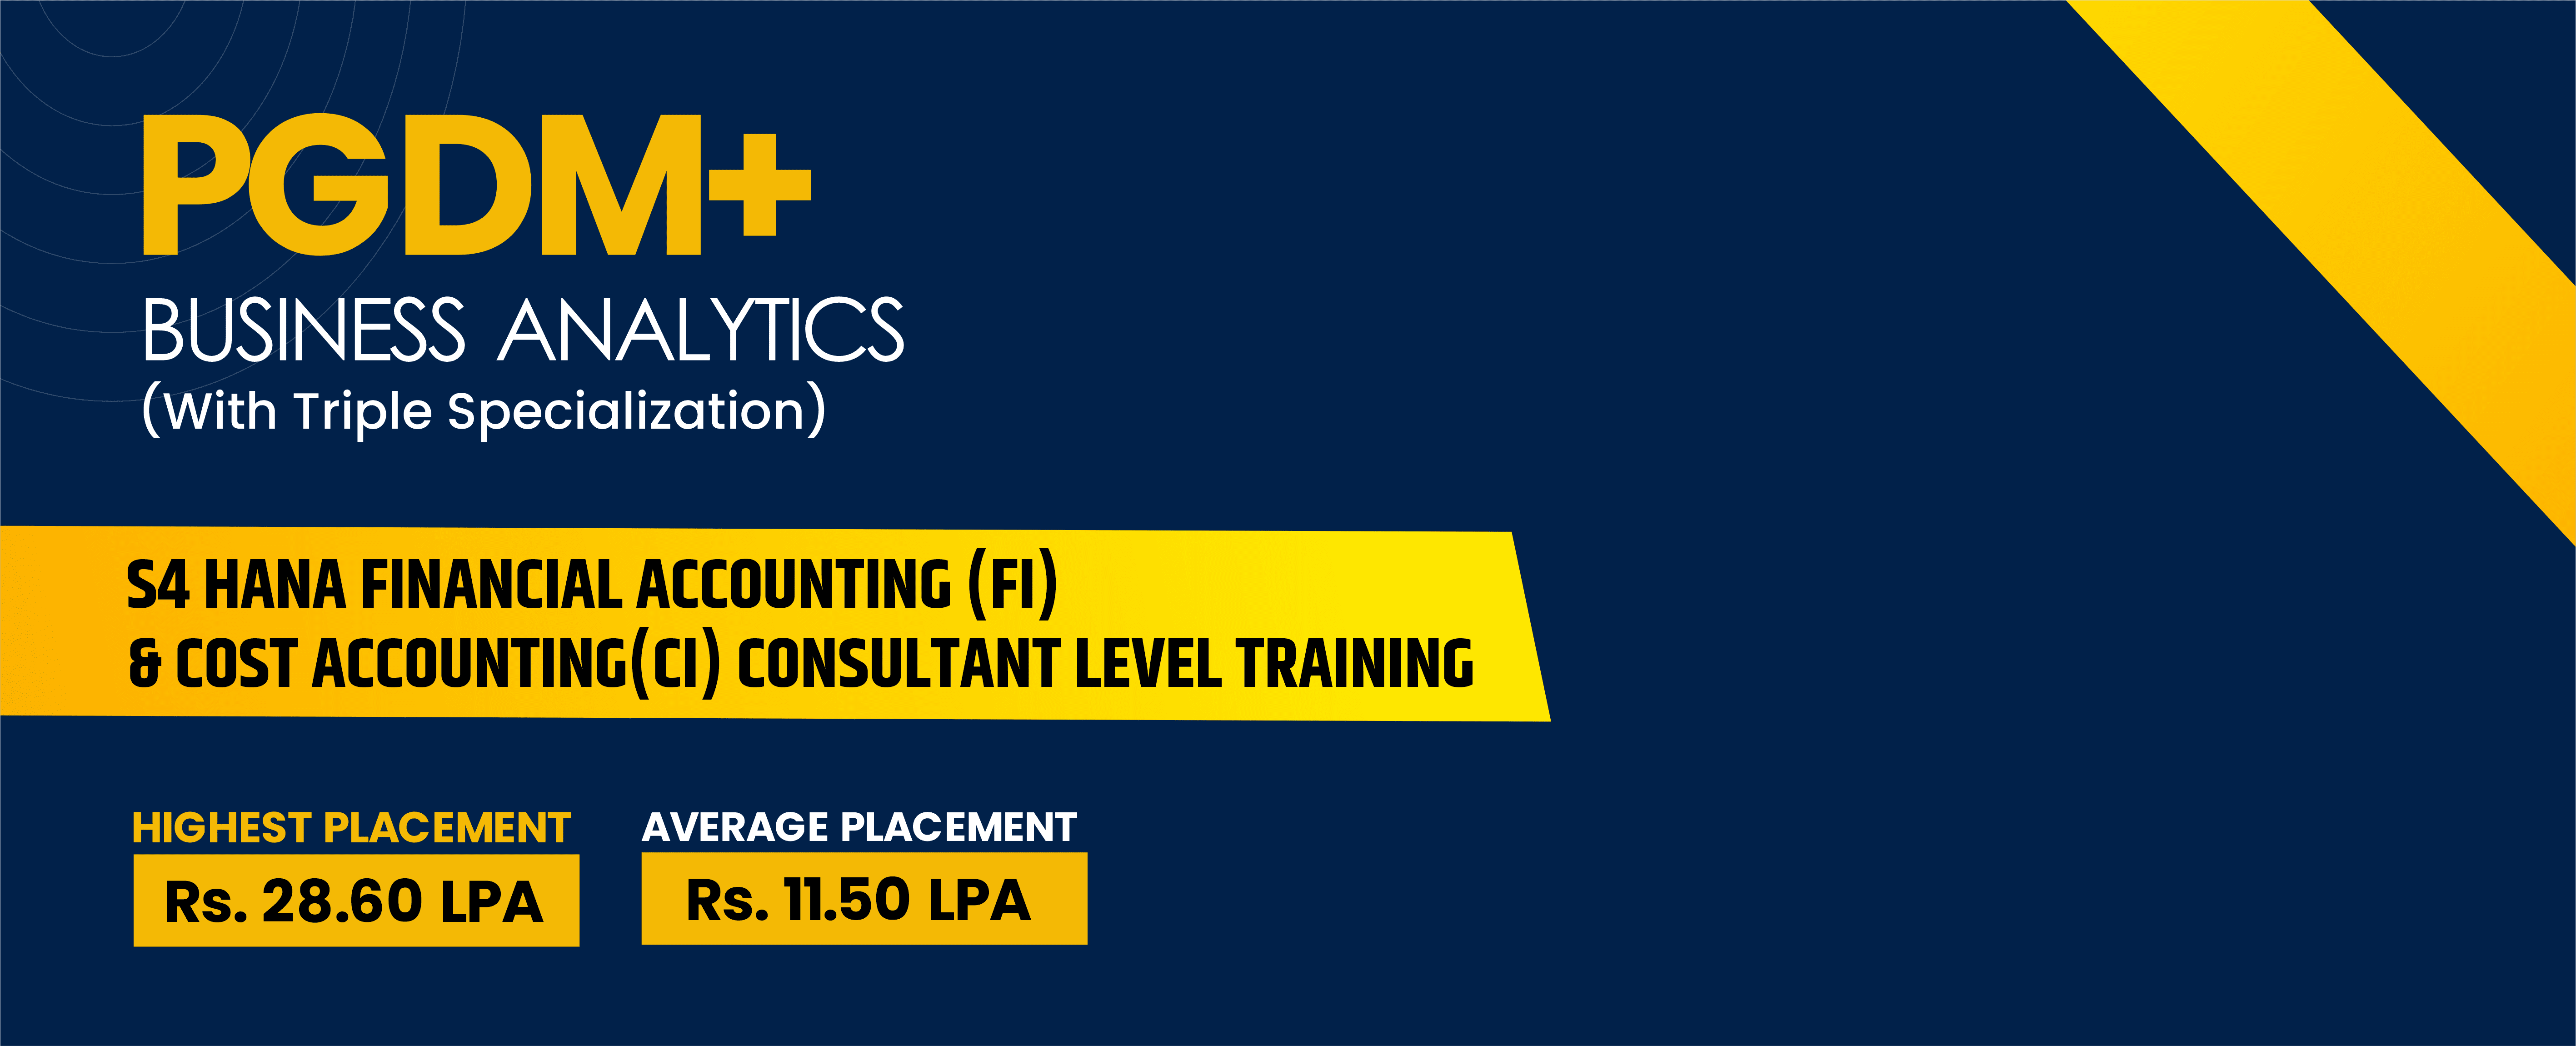 PGDM+
BUSINESS ANALYTICS
(With Triple Specialization)
S4 HANA FINANCIAL ACCOUNTING (FI)
& COST ACCOUNTING(CI) CONSULTANT LEVEL TRAINING
HIGHEST PLACEMENT
Rs. 28.60 LPA
AVERAGE PLACEMENT
Rs. 11.50 LPA